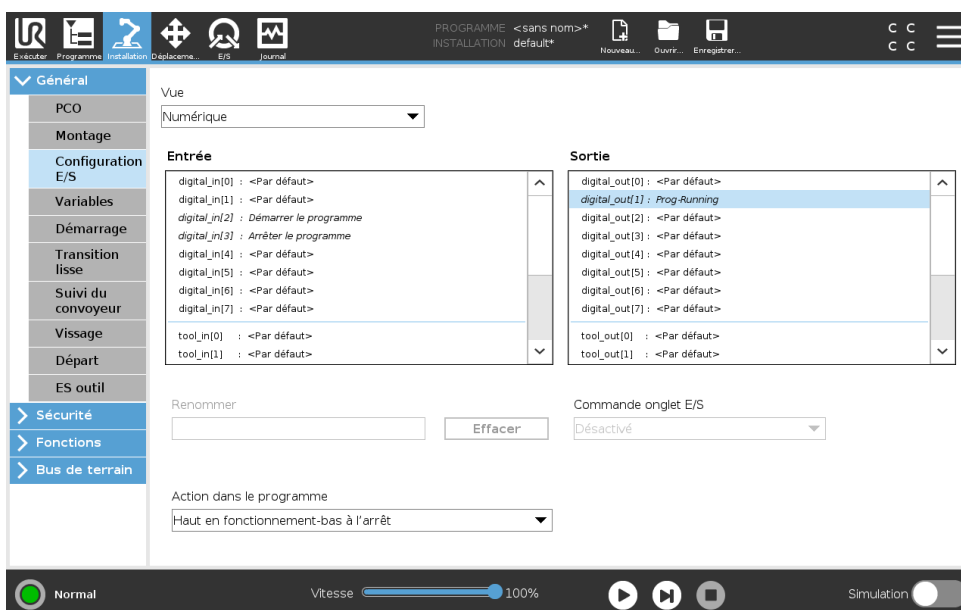 UR
PROGRAMME <sans nom>*
INSTALLATION default*
C C
C C
Exécuter Programme Installation Déplaceme... E/S Journal Nouveau... Ouvrir... Enregistrer...
Général
PCO
Montage
Configuration
E/S
Variables
Démarrage
Transition
lisse
Suivi du
convoyeur
Vissage
Départ
ES outil
Sécurité
Fonctions
Bus de terrain
Vue
Numérique
Entrée
digital_in[0] : <Par défaut>
digital_in[1] : <Par défaut>
digital_in[2] : Démarrer le programme
digital_in[3] : Arrêter le programme
digital_in[4] : <Par défaut>
digital_in[5] : <Par défaut>
digital_in[6] : <Par défaut>
digital_in[7] : <Par défaut>
tool_in[0] : <Par défaut>
tool_in[1] : <Par défaut>
Sortie
digital_out[0] : <Par défaut>
digital_out[1] : Prog-Running
digital_out[2] : <Par défaut>
digital_out[3] : <Par défaut>
digital_out[4] : <Par défaut>
digital_out[5] : <Par défaut>
digital_out[6] : <Par défaut>
digital_out[7] : <Par défaut>
tool_out[0] : <Par défaut>
tool_out[1] : <Par défaut>
Renommer
Effacer
Commande onglet E/S
Désactivé
Action dans le programme
Haut en fonctionnement-bas à l'arrêt
Normal
Vitesse 100%
Simulation